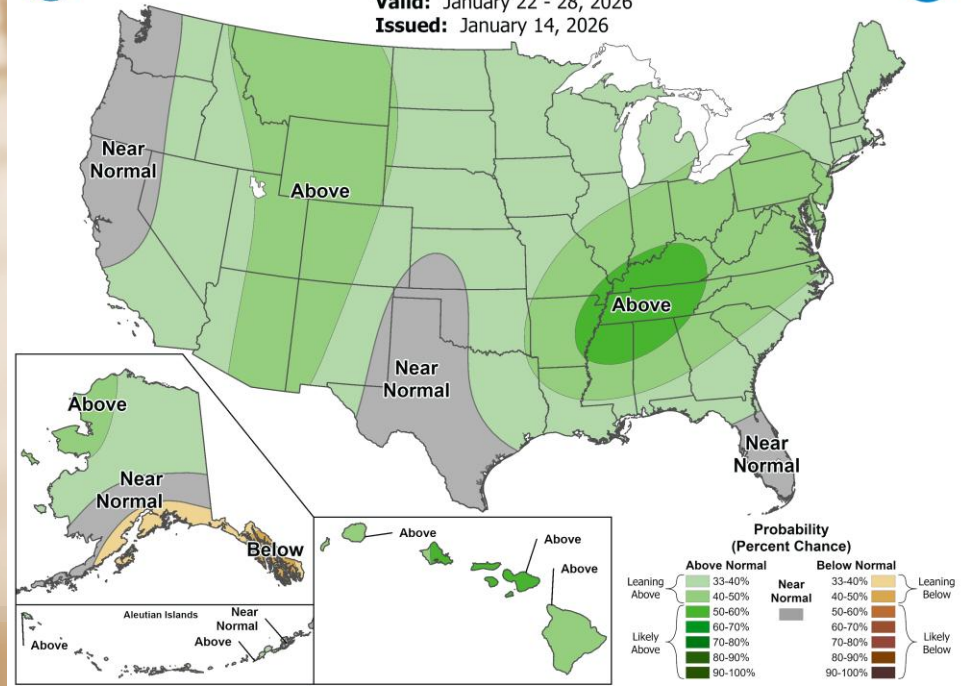 Valid: January 22 - 28, 2026
Issued: January 14, 2026
Near
Normal
Above
Above
Near
Normal
Near
Normal
Above
Near
Normal
Below
Aleutian Islands
Near
Normal
Above
Above
Above
Above
Above
Probability
(Percent Chance)
Above Normal
Below Normal
Leaning
Above
33-40%
40-50%
Near
Normal
33-40%
40-50%
Leaning
Below
Likely
Above
50-60%
60-70%
70-80%
80-90%
90-100%
50-60%
60-70%
70-80%
80-90%
90-100%
Likely
Below